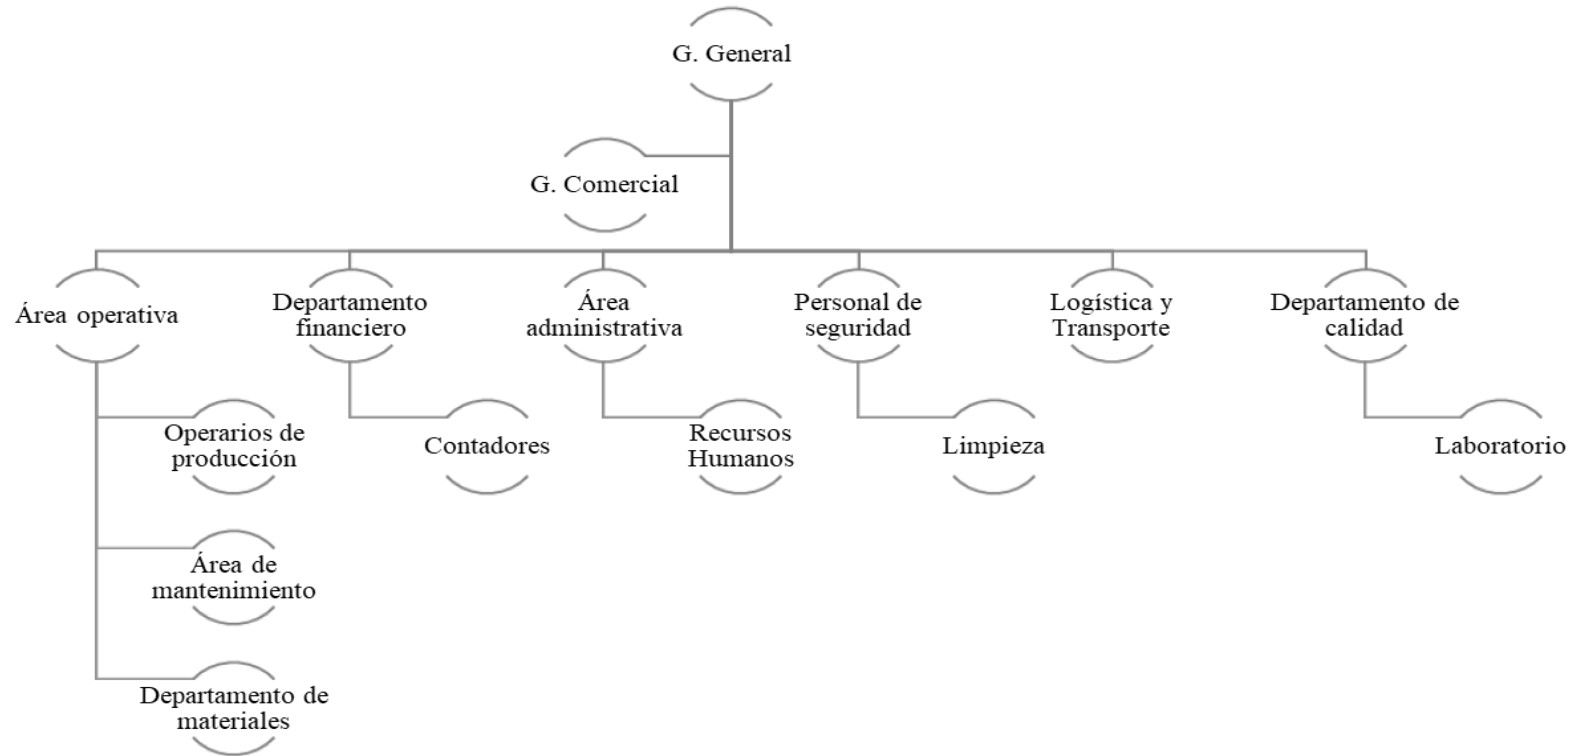 G. General
G. Comercial
Área operativa
Departamento
financiero
Área
administrativa
Personal de
seguridad
Logística y
Transporte
Departamento de
calidad
Operarios de
producción
Contadores
Recursos
Humanos
Limpieza
Laboratorio
Área de
mantenimiento
Departamento de
materiales